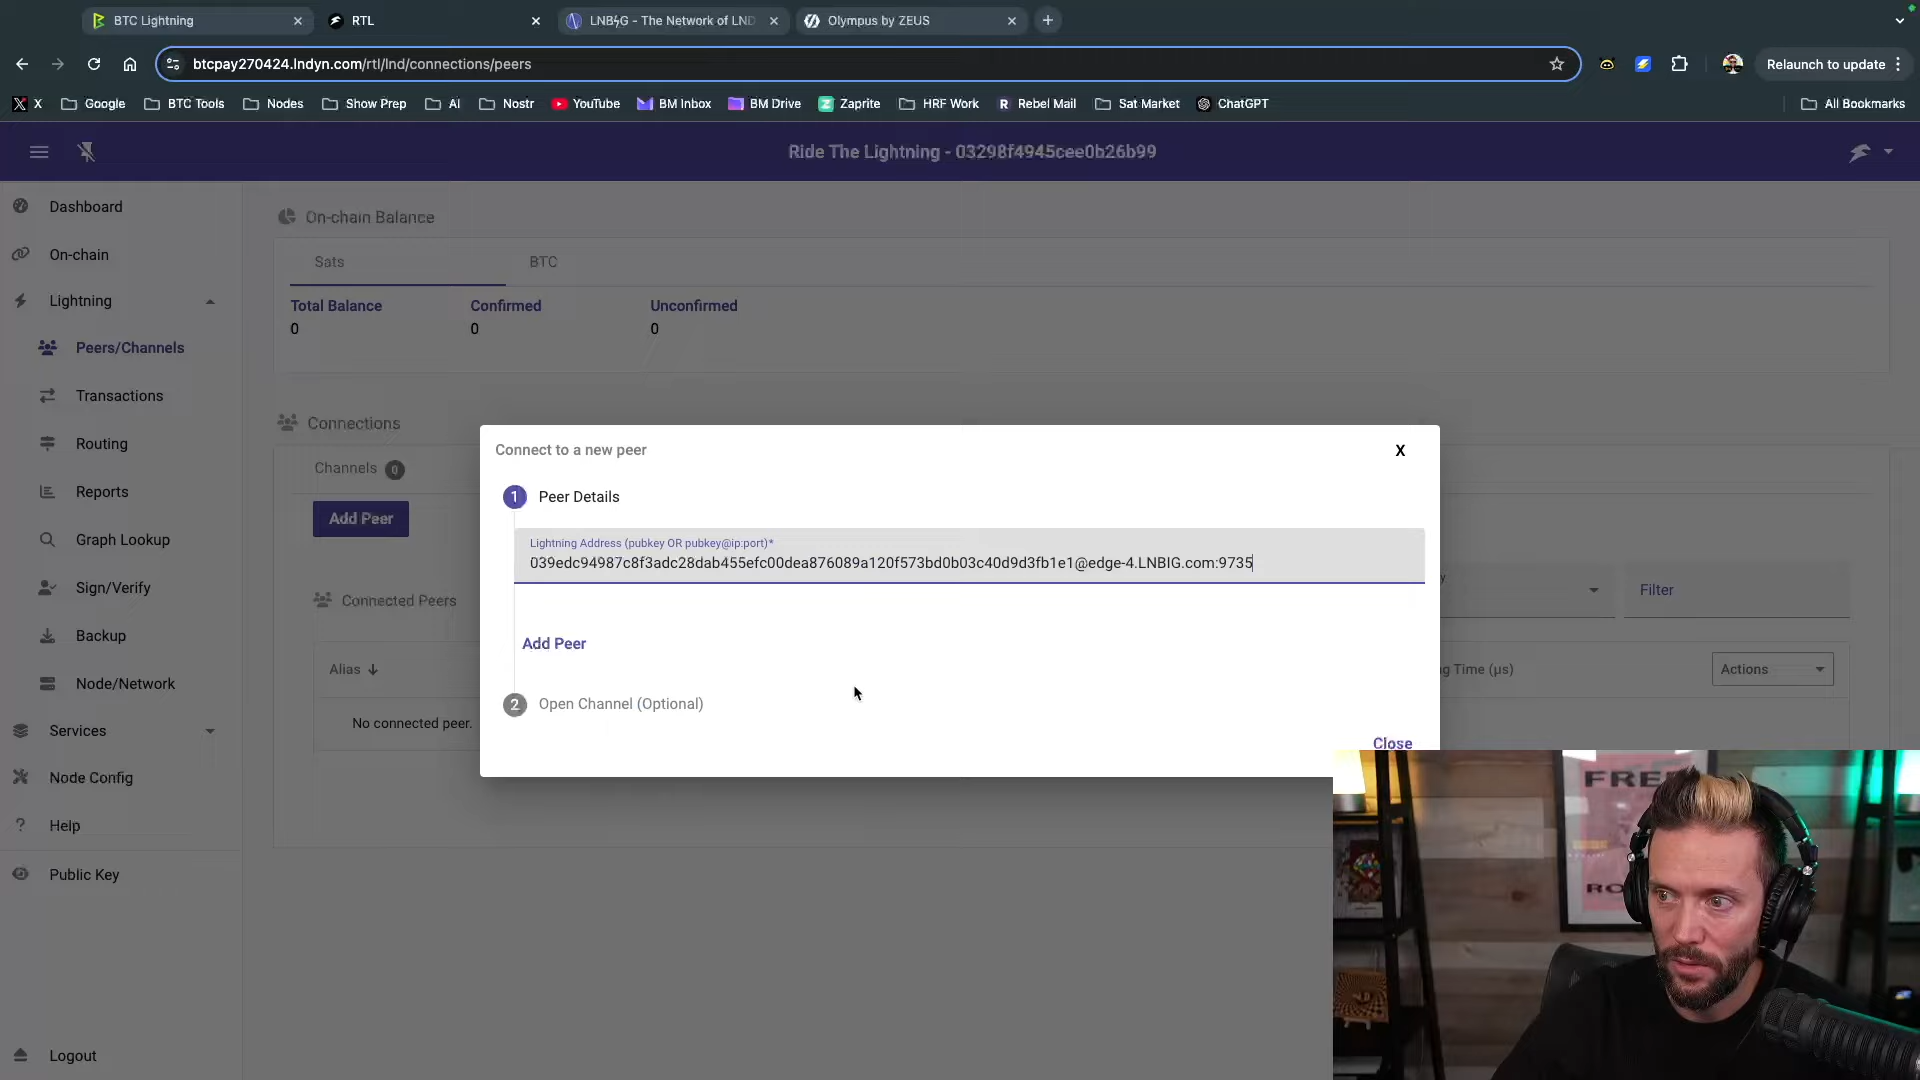 BTC Lightning
RTL
LNBϟG - The Network of LND
Olympus by ZEUS
btcpay270424.lndyn.com/rtl/lnd/connections/peers
Relaunch to update
X
Google
BTC Tools
Nodes
Show Prep
AI
Nostr
YouTube
BM Inbox
BM Drive
Zaprite
HRF Work
Rebel Mail
Sat Market
ChatGPT
All Bookmarks
Ride The Lightning - 03298f4945cee0b26b99
Dashboard
On-chain
Lightning
Peers/Channels
Transactions
Routing
Reports
Graph Lookup
Sign/Verify
Backup
Node/Network
Services
Node Config
Help
Public Key
Logout
On-chain Balance
Sats
BTC
Total Balance
Confirmed
Unconfirmed
0
0
0
Connections
Channels 0
Add Peer
Connected Peers
Filter
Alias
g Time (µs)
Actions
No connected peer.
Connect to a new peer
X
1 Peer Details
Lightning Address (pubkey OR pubkey@ip:port)*
039edc94987c8f3adc28dab455efc00dea876089a120f573bd0b03c40d9d3fb1e1@edge-4.LNBIG.com:9735
Add Peer
2 Open Channel (Optional)
Close
FREE
RO